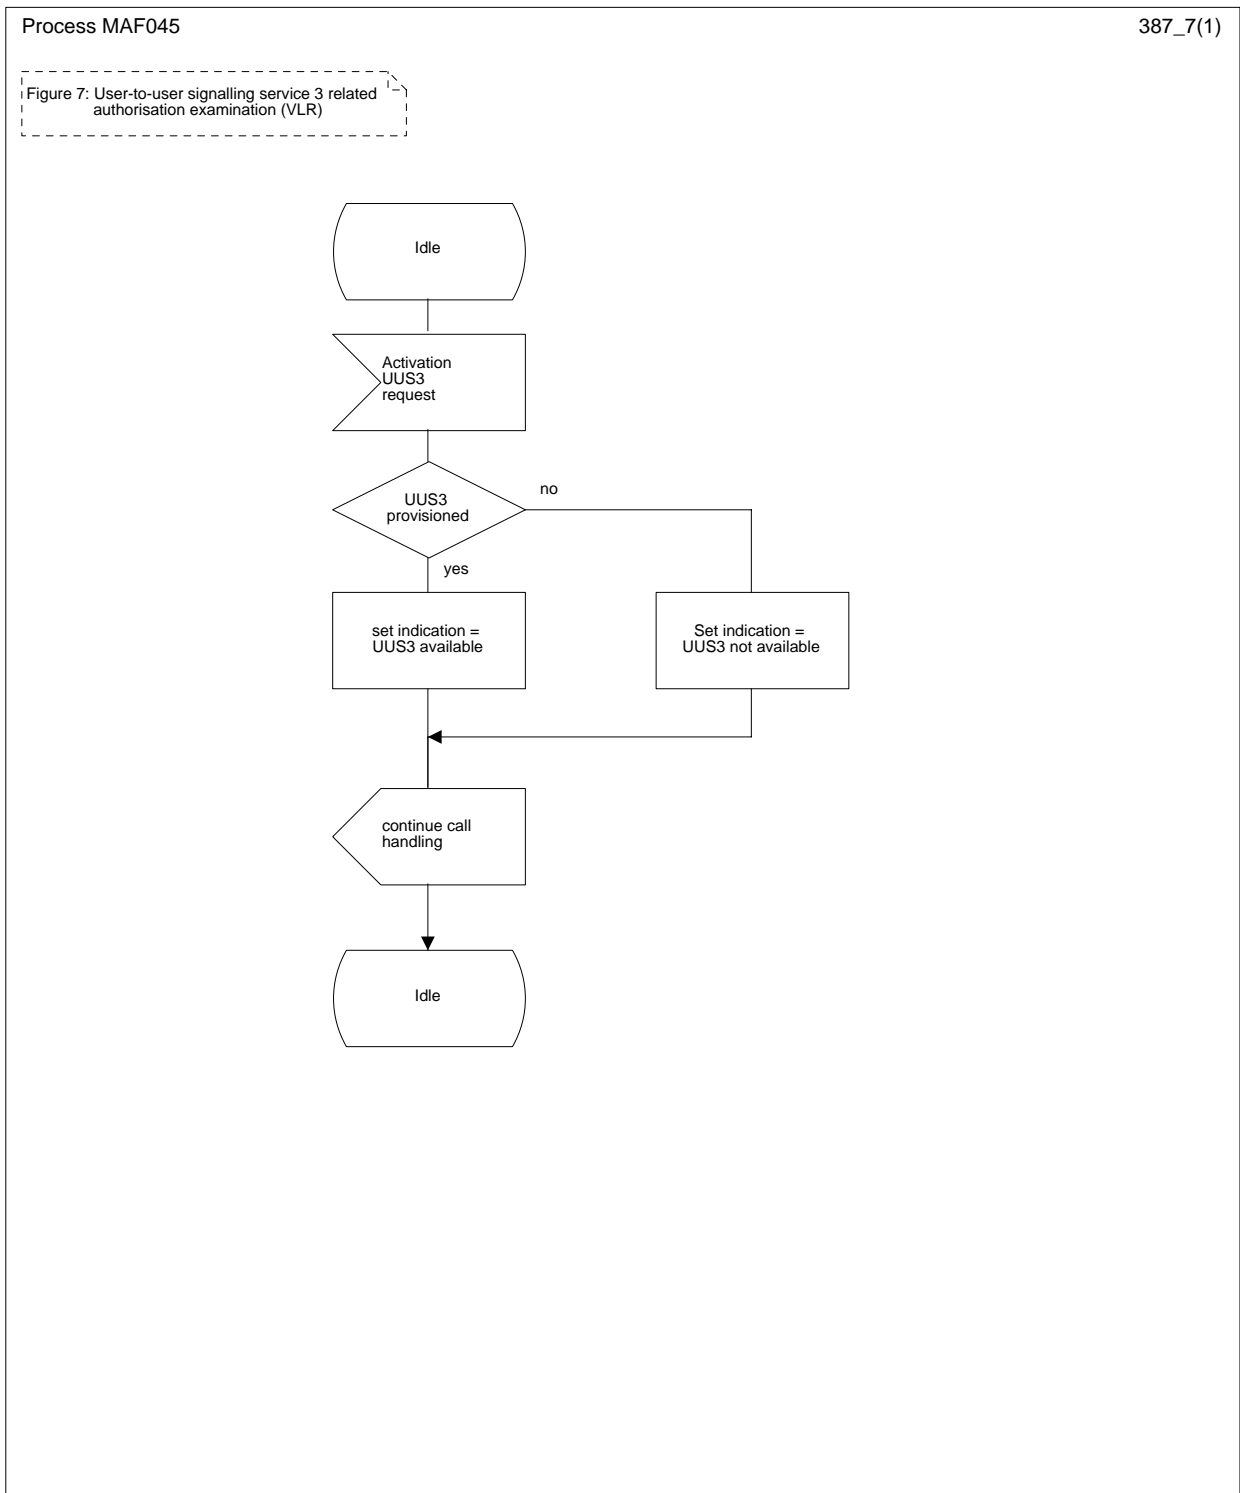 Process MAF045
387_7(1)
Figure 7: User-to-user signalling service 3 related
authorisation examination (VLR)
Idle
Activation
UUS3
request
UUS3
provisioned
no
yes
set indication =
UUS3 available
Set indication =
UUS3 not available
continue call
handling
Idle